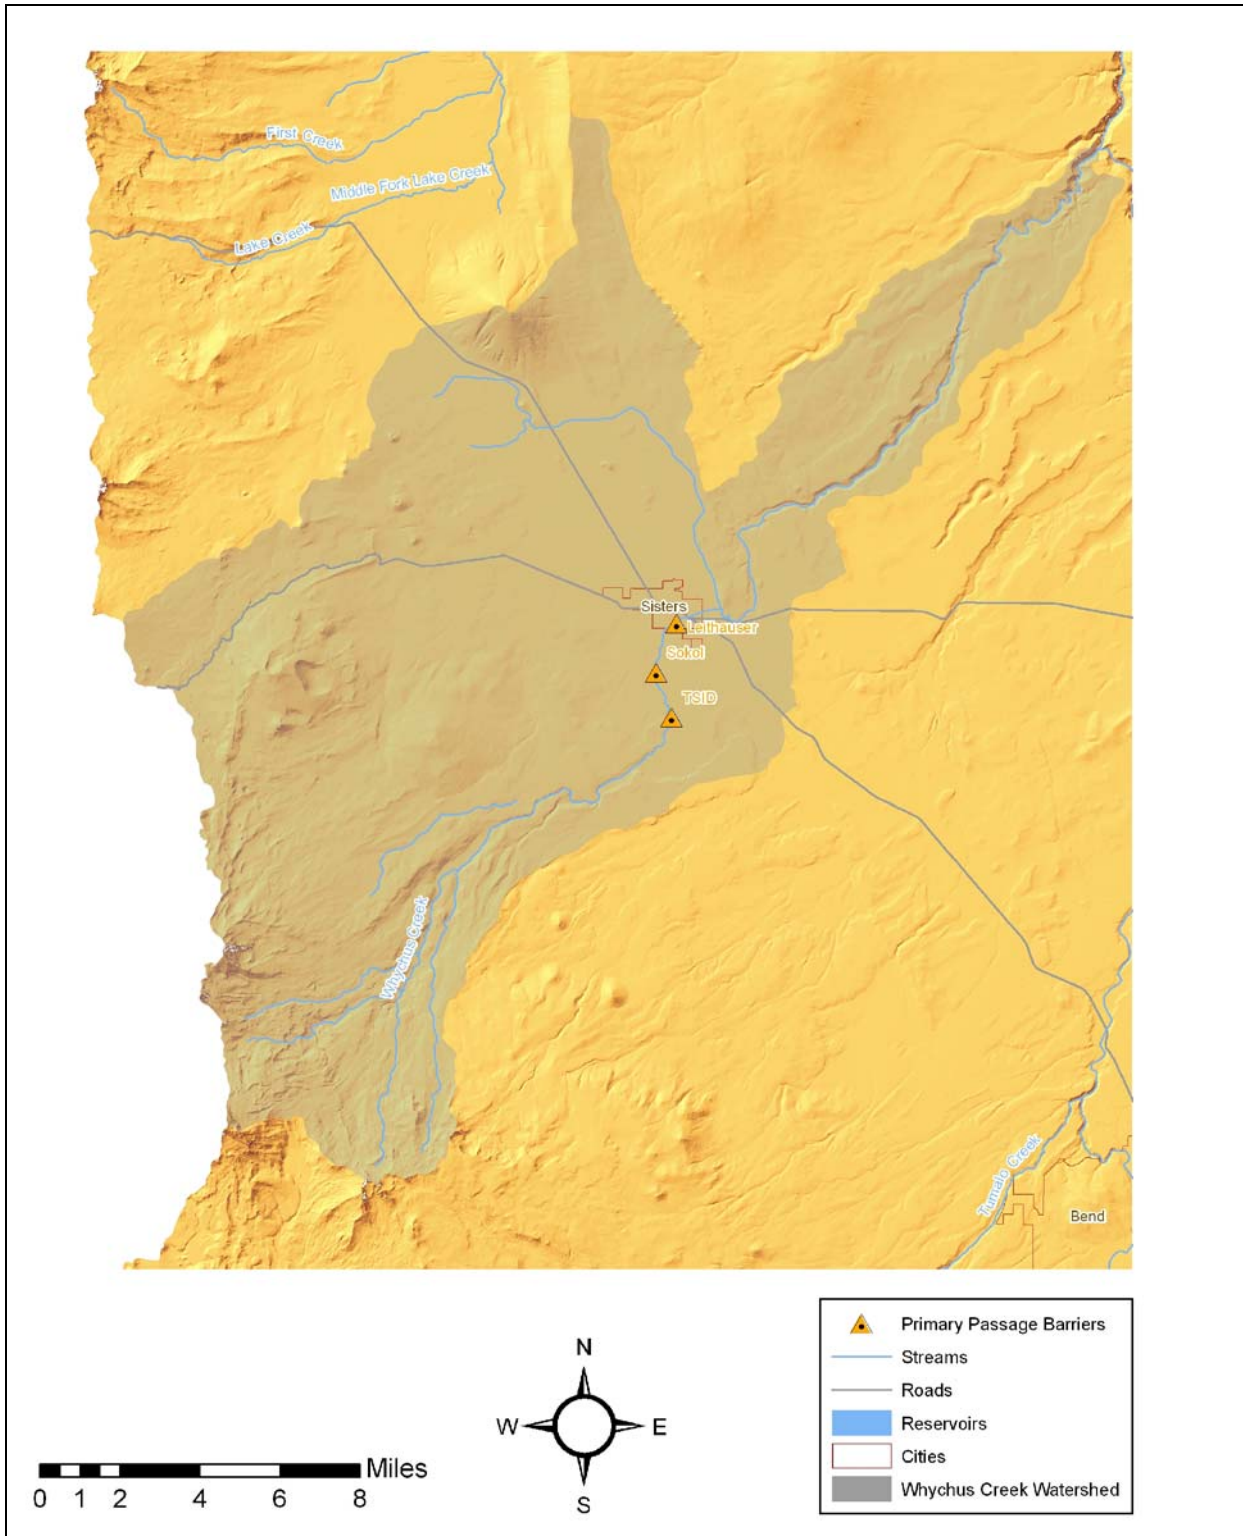 First Creek
Middle Fork Lake Creek
Lake Creek
Sisters
Leithauser
Sokol
TSID
Whychus Creek
Tumalo Creek
Bend
N
W E
S
Miles
0 1 2 4 6 8
Primary Passage Barriers
Streams
Roads
Reservoirs
Cities
Whychus Creek Watershed